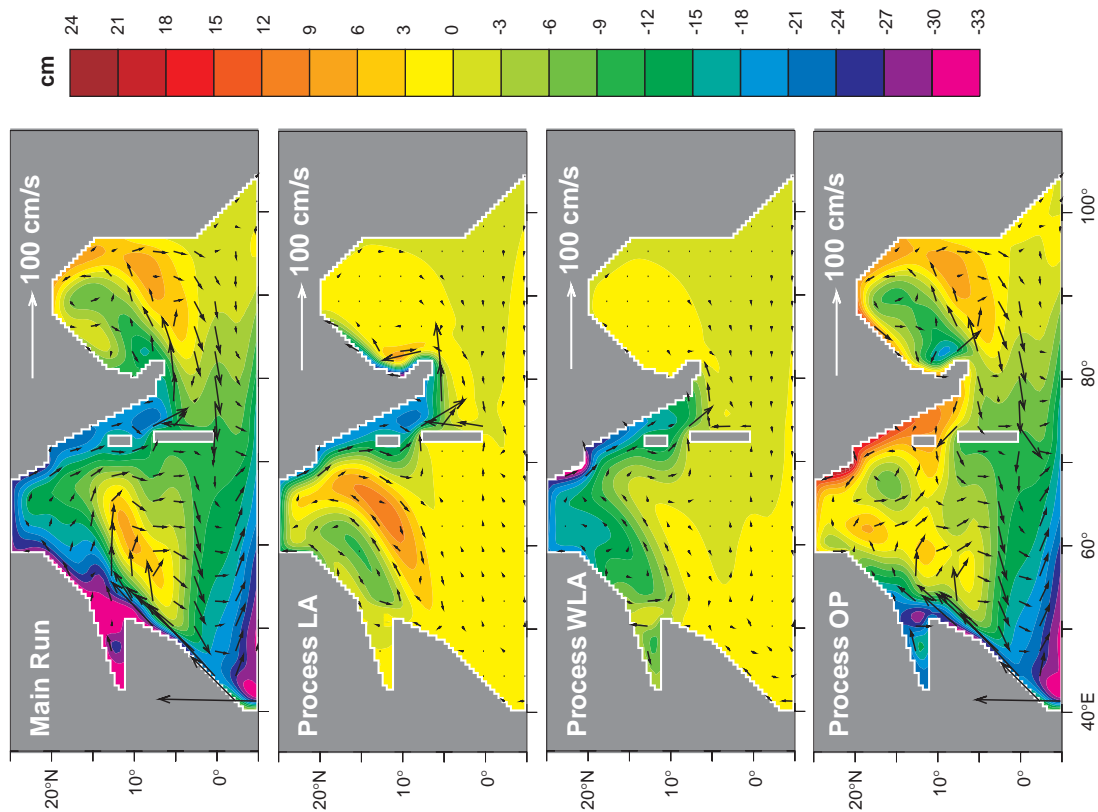 cm
24
21
18
15
12
9
6
3
0
-3
-6
-9
-12
-15
-18
-21
-24
-27
-30
-33
Main Run
100 cm/s
20°N
10°
0°
Process LA
100 cm/s
20°N
10°
0°
Process WLA
100 cm/s
20°N
10°
0°
Process OP
100 cm/s
20°N
10°
0°
40°E
60°
80°
100°